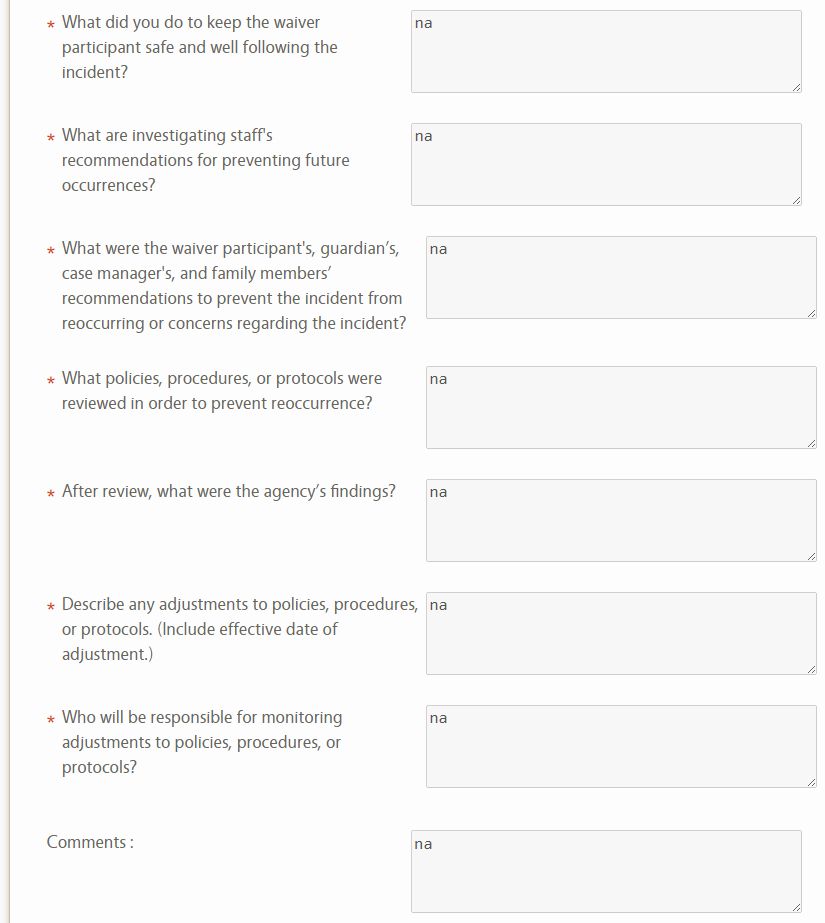 * What did you do to keep the waiver na
participant safe and well following the
incident?
* What are investigating staff's na
recommendations for preventing future
occurrences?
* What were the waiver participant's, guardian’s, na
case manager's, and family members’
recommendations to prevent the incident from
reoccurring or concerns regarding the incident?
* What policies, procedures, or protocols were na
reviewed in order to prevent reoccurrence?
* After review, what were the agency’s findings? na
* Describe any adjustments to policies, procedures, na
or protocols. (Include effective date of
adjustment.)
* Who will be responsible for monitoring na
adjustments to policies, procedures, or
protocols?
Comments : na